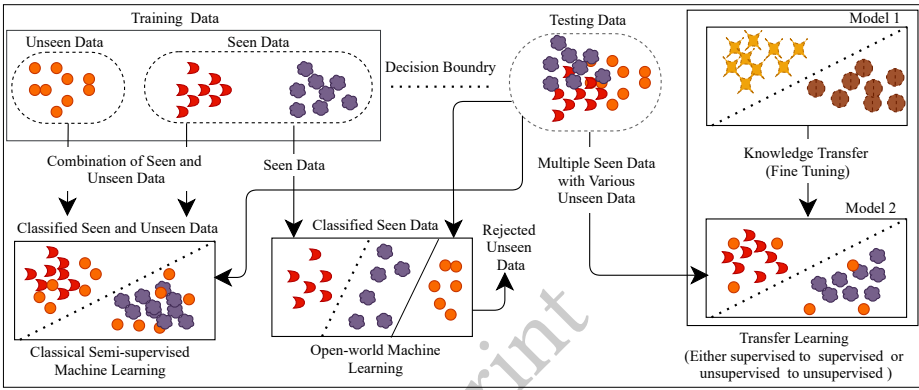 Training Data
Unseen Data
Seen Data
Decision Boundry
Testing Data
Model 1
Combination of Seen and
Unseen Data
Seen Data
Multiple Seen Data
with Various
Unseen Data
Knowledge Transfer
(Fine Tuning)
Classified Seen and Unseen Data
Classified Seen Data
Rejected
Unseen
Data
Model 2
Classical Semi-supervised
Machine Learning
Open-world Machine
Learning
Transfer Learning
(Either supervised to supervised or
unsupervised to unsupervised )
rint